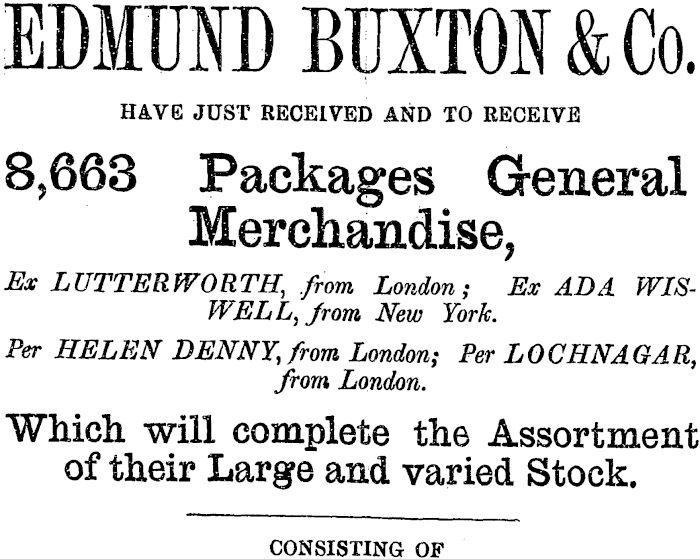 EDMUND BUXTON & Co.
HAVE JUST RECEIVED AND TO RECEIVE
8,663 Packages General
Merchandise,
Ex LUTTERWORTH, from London; Ex ADA WIS-
WELL, from New York.
Per HELEN DENNY, from London; Per LOCHNAGAR,
from London.
Which will complete the Assortment
of their Large and varied Stock.
CONSISTING OF